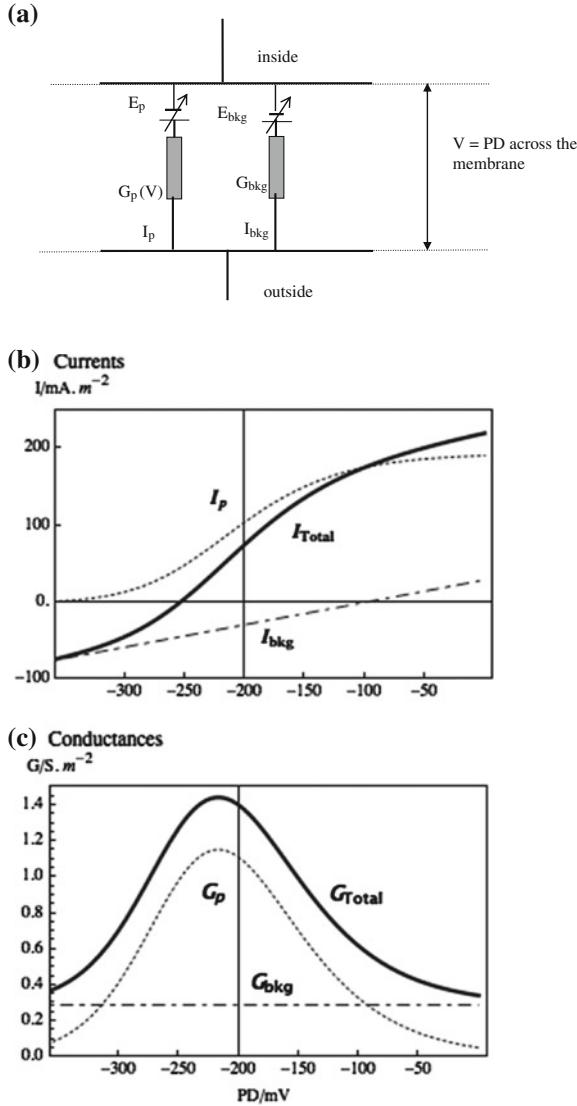 (a)
inside
E_p
E_bkg
V = PD across the
membrane
G_p(V)
G_bkg
I_p
I_bkg
outside
(b) Currents
I/mA. m^−2
200
I_p
I_Total
100
0.
I_bkg
−100
−300 −250 −200 −150 −100 −50
(c) Conductances
G/S. m^−2
1.4
1.2
1.0
G_p G_Total
0.8
0.6
G_bkg
0.4
0.2
0.0
−300 −250 −200 −150 −100 −50
PD/mV